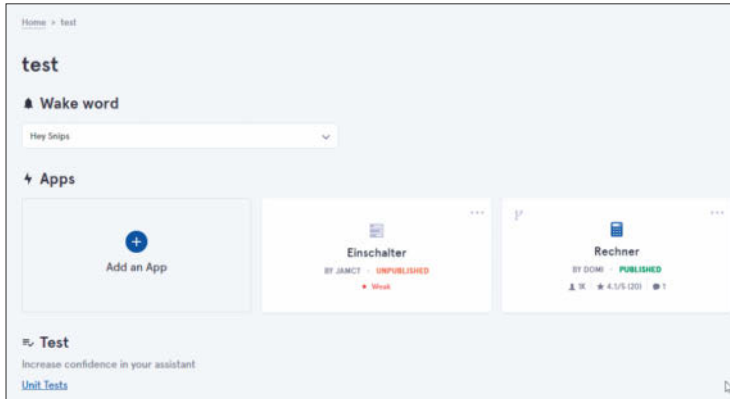 Home > test
test
Wake word
Hey Snips
Apps
Add an App
Einschalter
BY JAMCT - UNPUBLISHED
Weak
Rechner
BY DOMI - PUBLISHED
1K 4.1/5 (20) 1
Test
Increase confidence in your assistant
Unit Tests